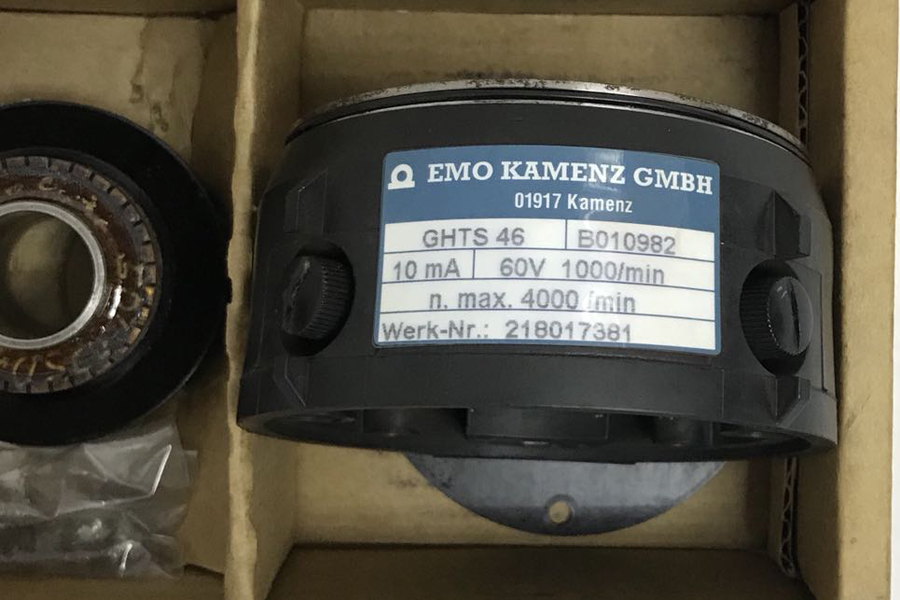 EMO KAMENZ GMBH
01917 Kamenz
GHTS 46 B010982
10 mA 60V 1000/min
n. max. 4000 /min
Werk-Nr.: 218017381